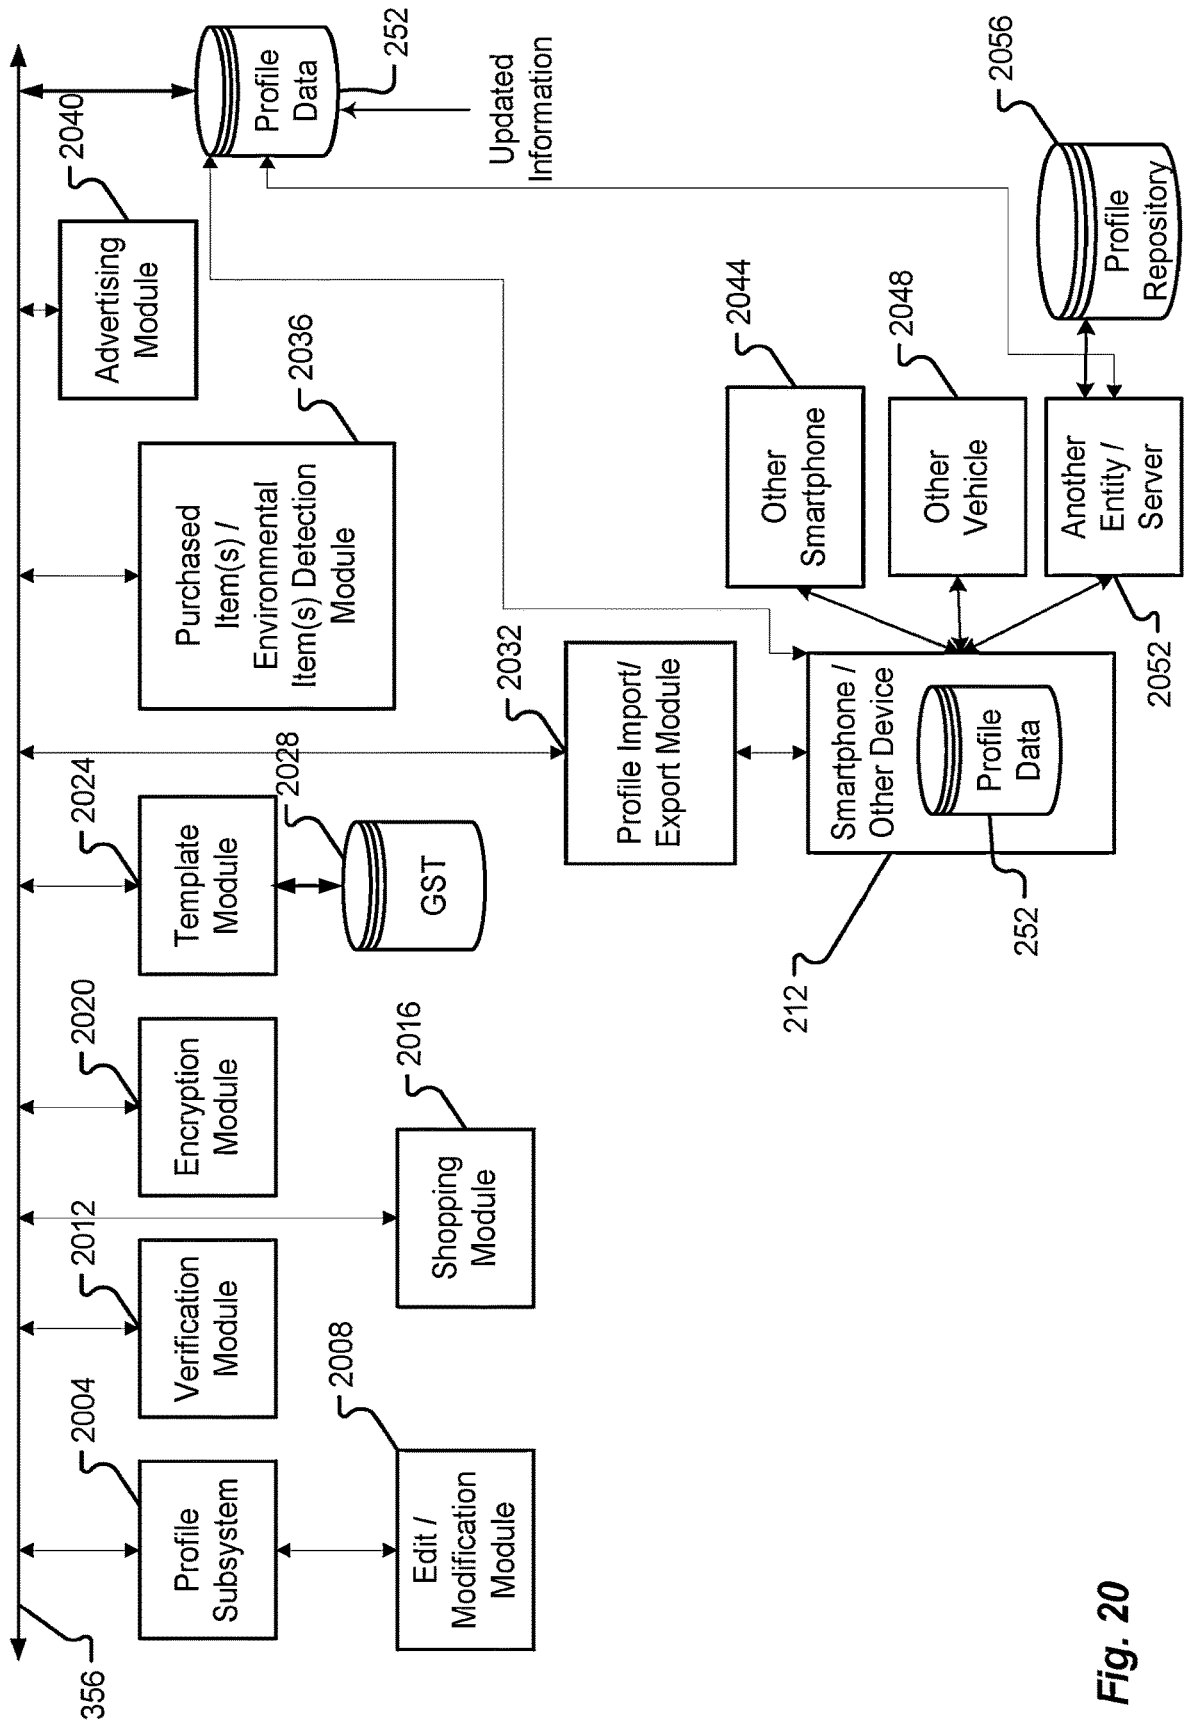 356
Profile
Subsystem
2004
Edit /
Modification
Module
2008
Verification
Module
2012
Shopping
Module
2016
Encryption
Module
2020
Template
Module
2024
GST
2028
Profile Import/
Export Module
2032
Purchased
Item(s) /
Environmental
Item(s) Detection
Module
2036
Advertising
Module
2040
Profile
Data
252
Updated
Information
Smartphone /
Other Device
Profile
Data
252
212
Other
Smartphone
2044
Other
Vehicle
2048
Another
Entity /
Server
2052
Profile
Repository
2056
Fig. 20